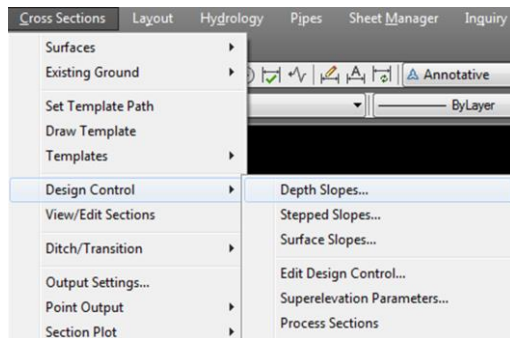 Cross Sections Layout Hydrology Pipes Sheet Manager Inquiry
Surfaces
Existing Ground
Annotative
Set Template Path
ByLayer
Draw Template
Templates
Design Control
Depth Slopes...
View/Edit Sections
Stepped Slopes...
Surface Slopes...
Ditch/Transition
Edit Design Control...
Output Settings...
Superelevation Parameters...
Point Output
Process Sections
Section Plot